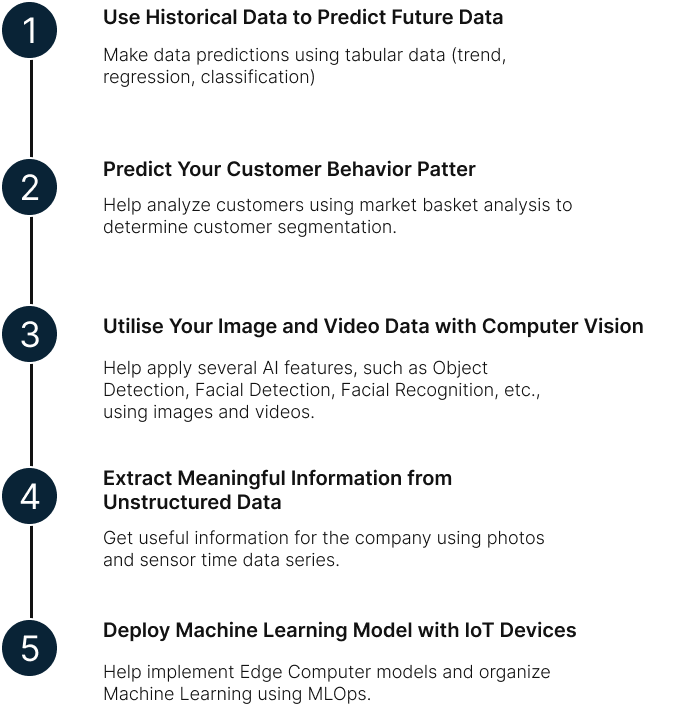 1
Use Historical Data to Predict Future Data
Make data predictions using tabular data (trend,
regression, classification)
2
Predict Your Customer Behavior Patter
Help analyze customers using market basket analysis to
determine customer segmentation.
3
Utilise Your Image and Video Data with Computer Vision
Help apply several AI features, such as Object
Detection, Facial Detection, Facial Recognition, etc.,
using images and videos.
4
Extract Meaningful Information from
Unstructured Data
Get useful information for the company using photos
and sensor time data series.
5
Deploy Machine Learning Model with IoT Devices
Help implement Edge Computer models and organize
Machine Learning using MLOps.